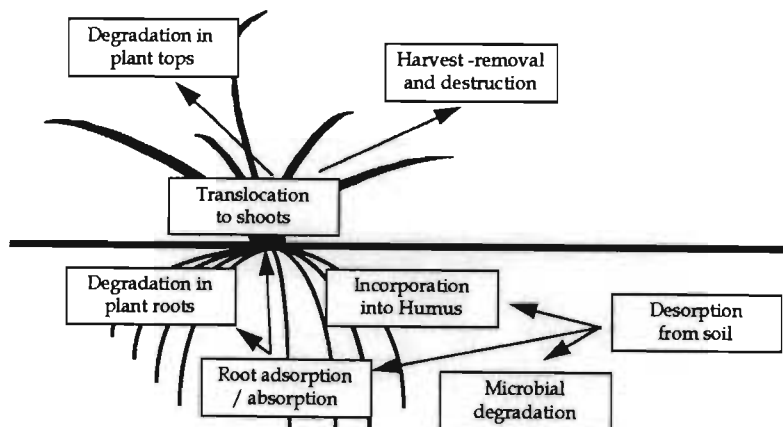 Degradation in
plant tops
Harvest -removal
and destruction
Translocation
to shoots
Degradation in
plant roots
Incorporation
into Humus
Desorption
from soil
Root adsorption
/ absorption
Microbial
degradation